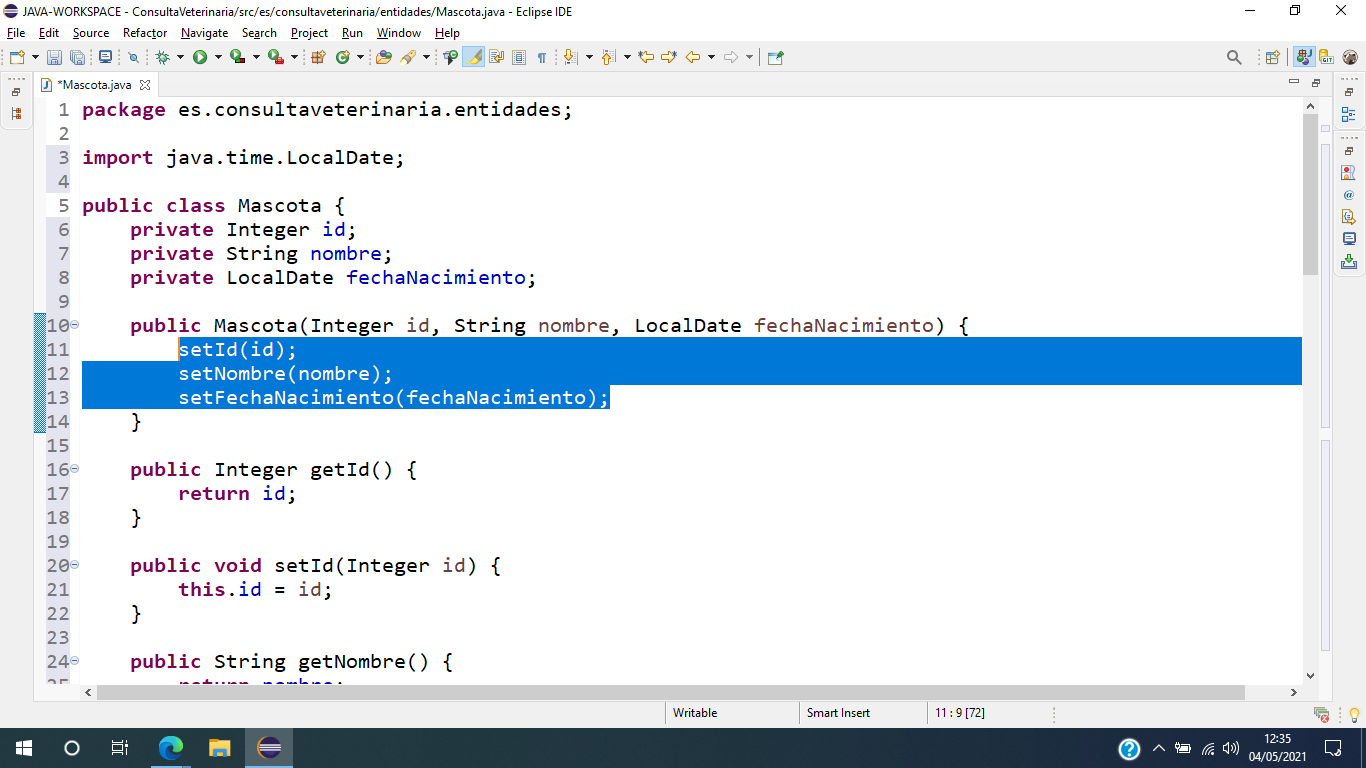 JAVA-WORKSPACE - ConsultaVeterinaria/src/es/consultaveterinaria/entidades/Mascota.java - Eclipse IDE
File Edit Source Refactor Navigate Search Project Run Window Help
*Mascota.java
1 package es.consultaveterinaria.entidades;
2
3 import java.time.LocalDate;
4
5 public class Mascota {
6 private Integer id;
7 private String nombre;
8 private LocalDate fechaNacimiento;
9
10 public Mascota(Integer id, String nombre, LocalDate fechaNacimiento) {
11 setId(id);
12 setNombre(nombre);
13 setFechaNacimiento(fechaNacimiento);
14 }
15
16 public Integer getId() {
17 return id;
18 }
19
20 public void setId(Integer id) {
21 this.id = id;
22 }
23
24 public String getNombre() {
25 return nombre;
Writable Smart Insert 11 : 9 [72]
12:35
04/05/2021